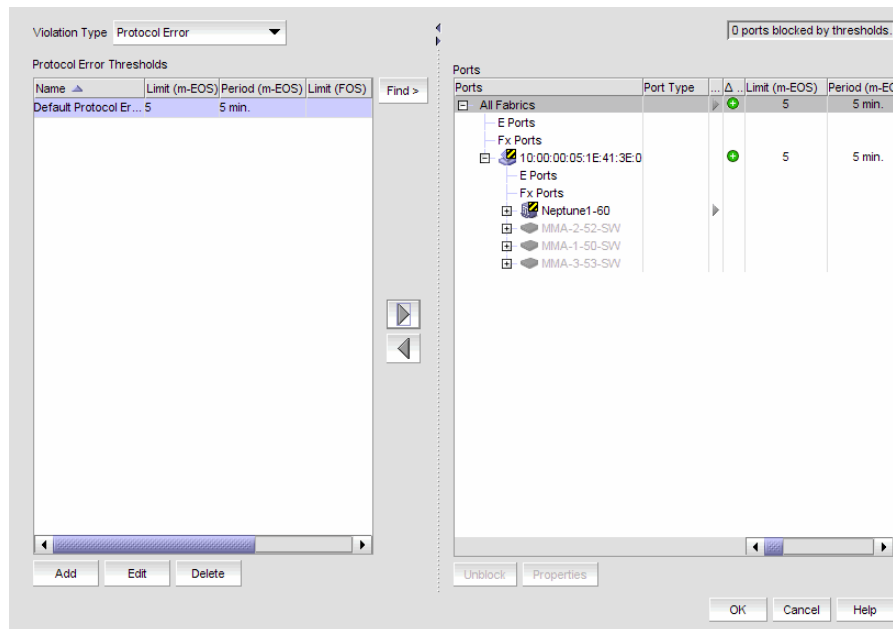 Violation Type Protocol Error
0 ports blocked by thresholds.
Protocol Error Thresholds
Name Limit (m-EOS) Period (m-EOS) Limit (FOS)
Default Protocol Er... 5 5 min.
Find >
Ports
Ports Port Type ... Δ .. Limit (m-EOS) Period (m-EO
All Fabrics 5 5 min.
E Ports
Fx Ports
10:00:00:05:1E:41:3E:0 5 5 min.
E Ports
Fx Ports
Neptune1-60
MMA-2-52-SW
MMA-1-50-SW
MMA-3-53-SW
Add Edit Delete
Unblock Properties
OK Cancel Help